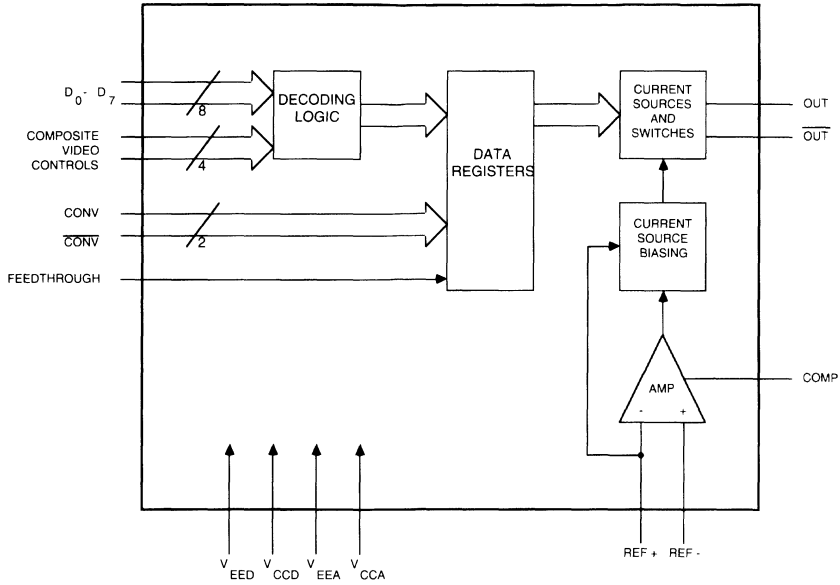 D0- D7
8
COMPOSITE
VIDEO
CONTROLS
4
CONV
CONV
2
FEEDTHROUGH
DECODING
LOGIC
DATA
REGISTERS
CURRENT
SOURCES
AND
SWITCHES
OUT
OUT
CURRENT
SOURCE
BIASING
AMP
- +
COMP
REF + REF -
VEED VCCD VEEA VCCA